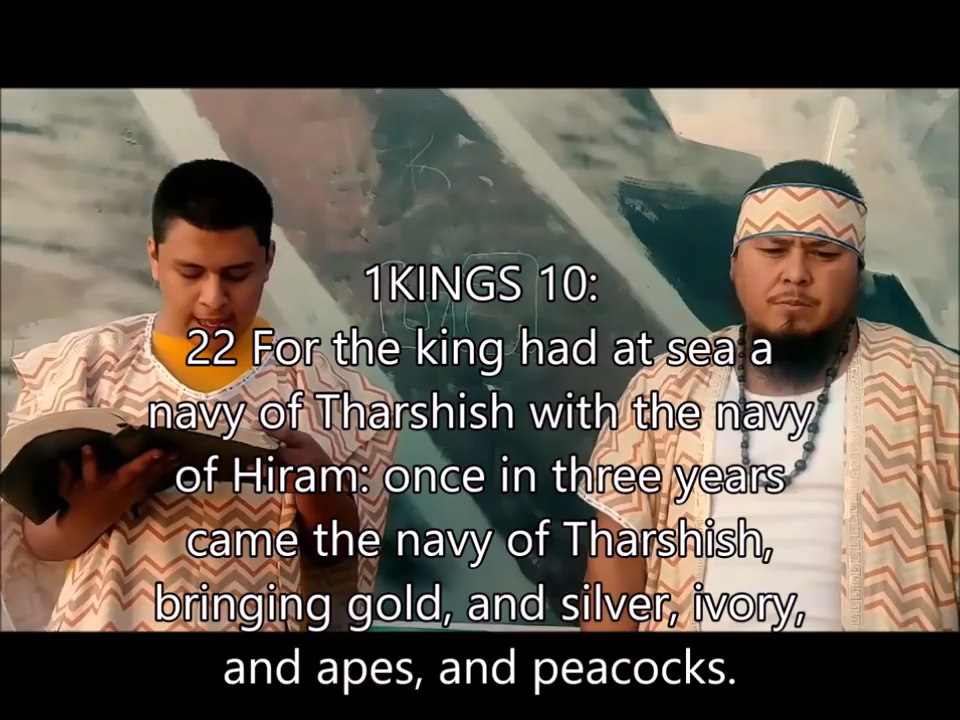 1KINGS 10:
22 For the king had at sea a
navy of Tharshish with the navy
of Hiram: once in three years
came the navy of Tharshish,
bringing gold, and silver, ivory,
and apes, and peacocks.